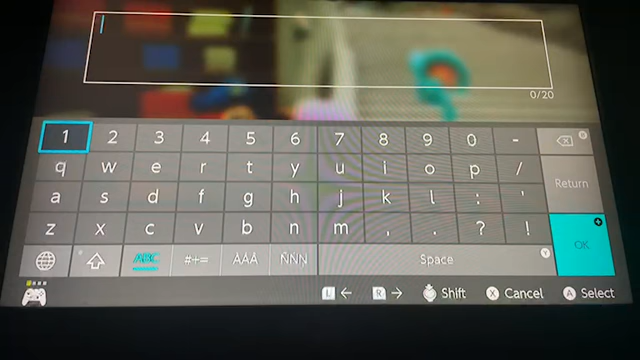 0/20
1 2 3 4 5 6 7 8 9 0 -
q w e r t y u i o p / Return
a s d f g h j k l : '
z x c v b n m , . ? ! OK
ABC #+= ÀÁÂ ÑŃŅ Space Y
L ← R → Shift X Cancel A Select